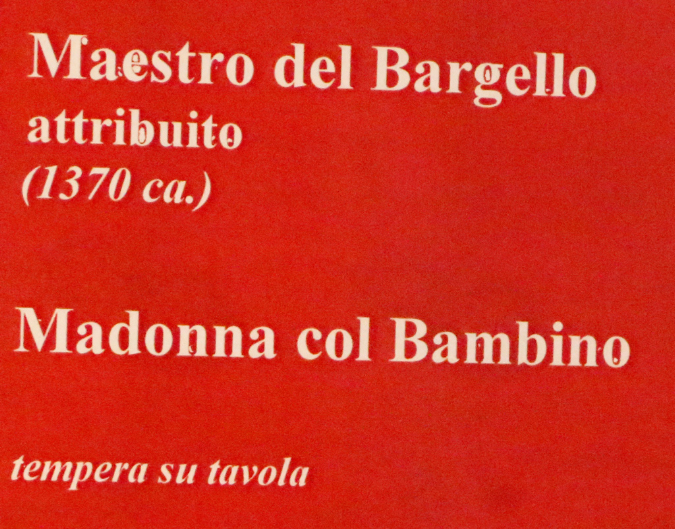 Maestro del Bargello
attribuito
(1370 ca.)
Madonna col Bambino
tempera su tavola